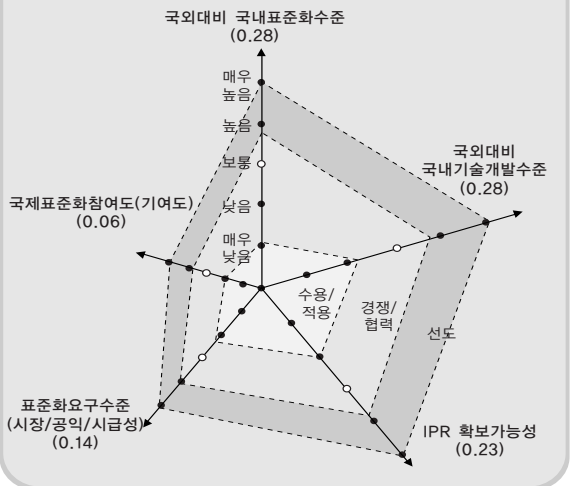 국외대비 국내표준화수준
(0.28)
매우
높음
높음
보통
낮음
매우
낮음
국외대비
국내기술개발수준
(0.28)
국제표준화참여도(기여도)
(0.06)
수용/
적용
경쟁/
협력
선도
표준화요구수준
(시장/공익/시급성)
(0.14)
IPR 확보가능성
(0.23)